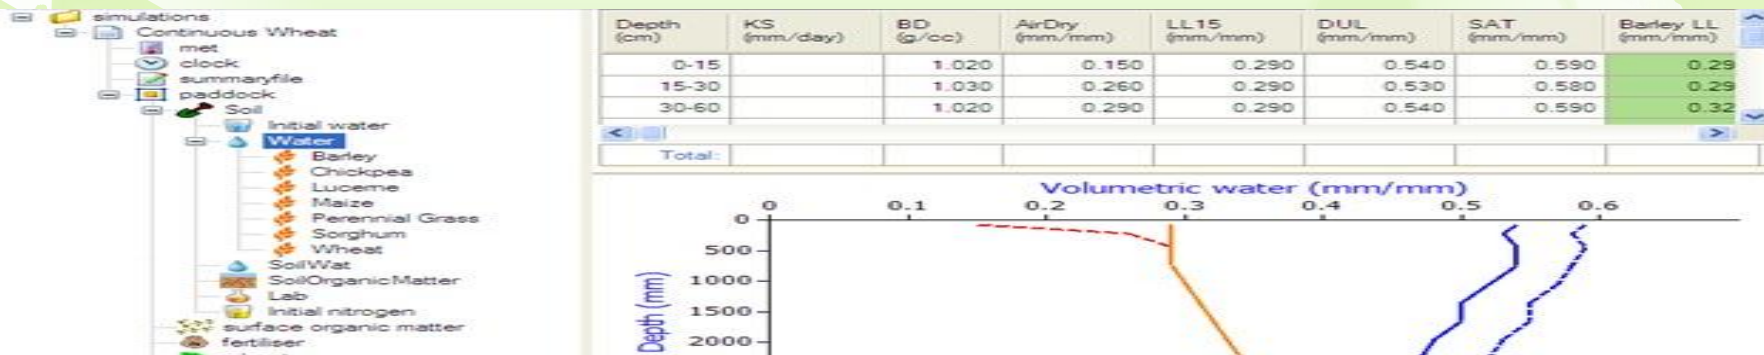 simulations
Continuous Wheat
met
clock
summaryfile
paddock
Soil
Initial water
Water
Barley
Chickpea
Lucerne
Maize
Perennial Grass
Sorghum
Wheat
SoilWat
SoilOrganicMatter
Lab
Initial nitrogen
surface organic matter
fertiliser
Depth KS BD AirDry LL15 DUL SAT Barley LL
(cm) (mm/day) (g/cc) (mm/mm) (mm/mm) (mm/mm) (mm/mm) (mm/mm)
0-15 1.020 0.150 0.290 0.540 0.590 0.29
15-30 1.030 0.260 0.290 0.530 0.580 0.29
30-60 1.020 0.290 0.290 0.540 0.590 0.32
Total:
Volumetric water (mm/mm)
0 0.1 0.2 0.3 0.4 0.5 0.6
0
500
1000
1500
2000
Depth (mm)